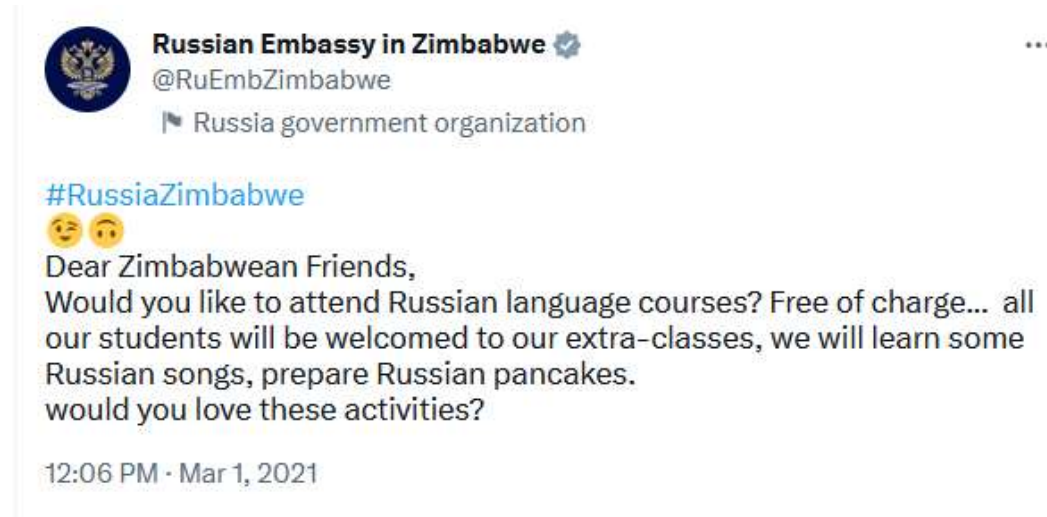 Russian Embassy in Zimbabwe
@RuEmbZimbabwe
Russia government organization
#RussiaZimbabwe
😉🙃
Dear Zimbabwean Friends,
Would you like to attend Russian language courses? Free of charge...  all
our students will be welcomed to our extra-classes, we will learn some
Russian songs, prepare Russian pancakes.
would you love these activities?
12:06 PM · Mar 1, 2021